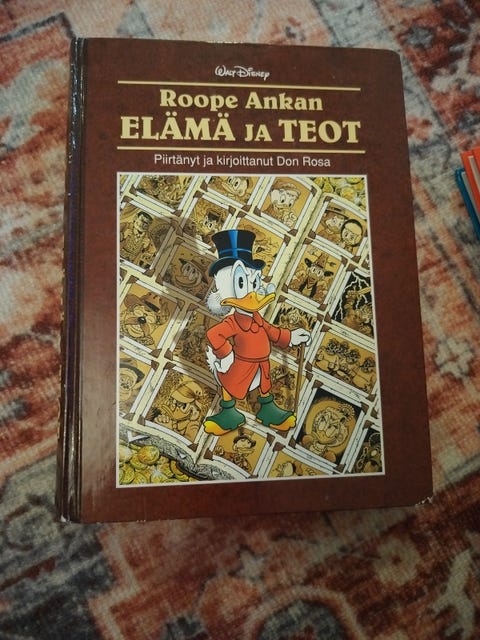 Walt Disney
Roope Ankan
ELÄMÄ JA TEOT
Piirtänyt ja kirjoittanut Don Rosa